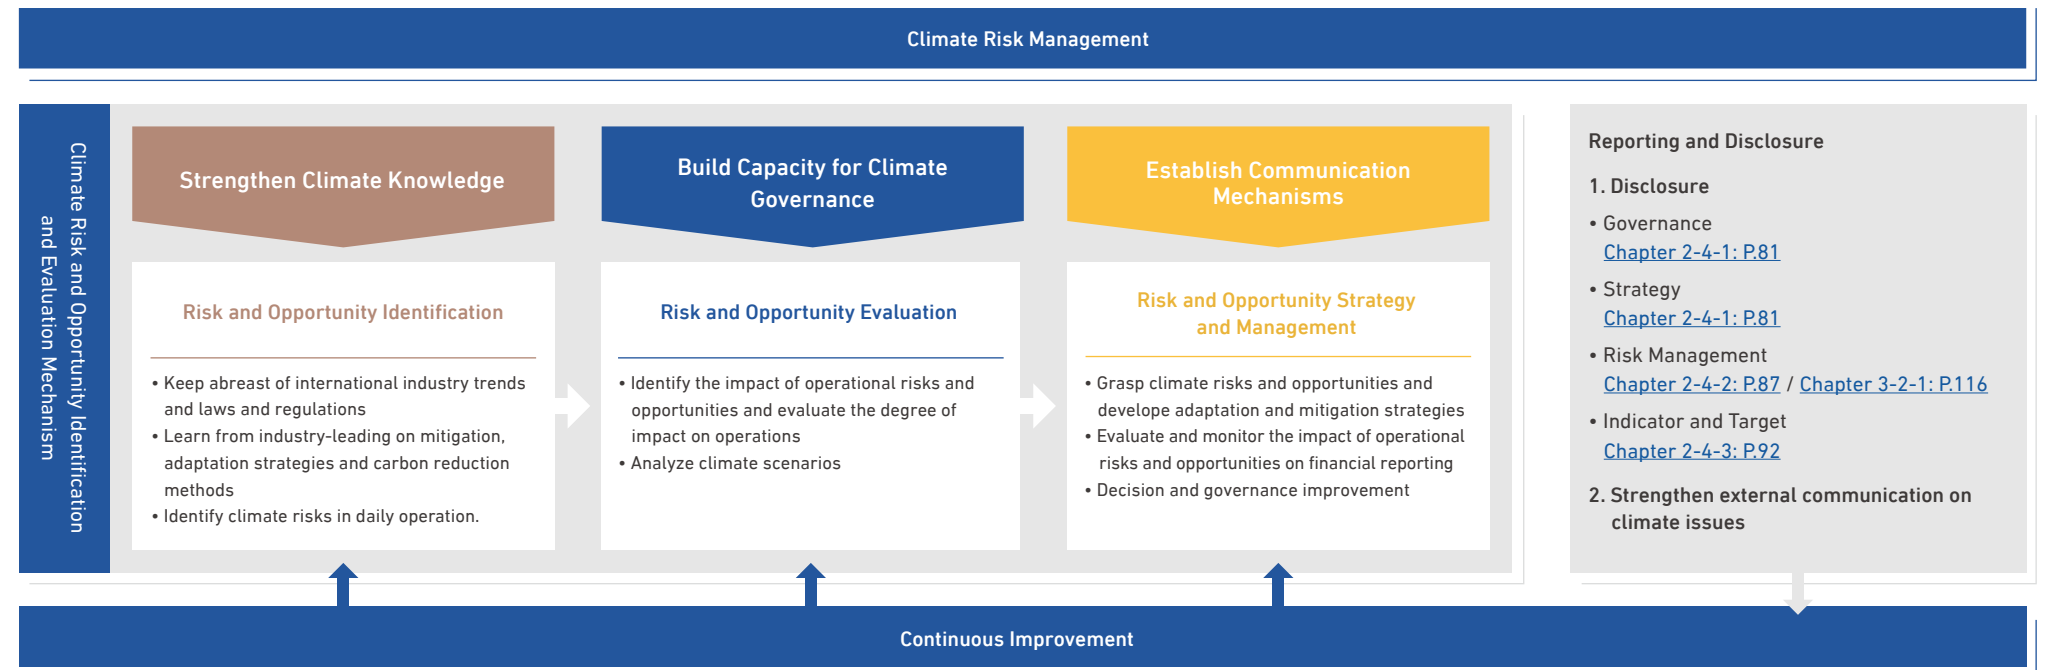 Climate Risk Management
Climate Risk and Opportunity Identification
and Evaluation Mechanism
Strengthen Climate Knowledge
Risk and Opportunity Identification
• Keep abreast of international industry trends
and laws and regulations
• Learn from industry-leading on mitigation,
adaptation strategies and carbon reduction
methods
• Identify climate risks in daily operation.
Build Capacity for Climate
Governance
Risk and Opportunity Evaluation
• Identify the impact of operational risks and
opportunities and evaluate the degree of
impact on operations
• Analyze climate scenarios
Establish Communication
Mechanisms
Risk and Opportunity Strategy
and Management
• Grasp climate risks and opportunities and
develope adaptation and mitigation strategies
• Evaluate and monitor the impact of operational
risks and opportunities on financial reporting
• Decision and governance improvement
Reporting and Disclosure
1. Disclosure
• Governance
Chapter 2-4-1: P.81
• Strategy
Chapter 2-4-1: P.81
• Risk Management
Chapter 2-4-2: P.87 / Chapter 3-2-1: P.116
• Indicator and Target
Chapter 2-4-3: P.92
2. Strengthen external communication on
climate issues
Continuous Improvement